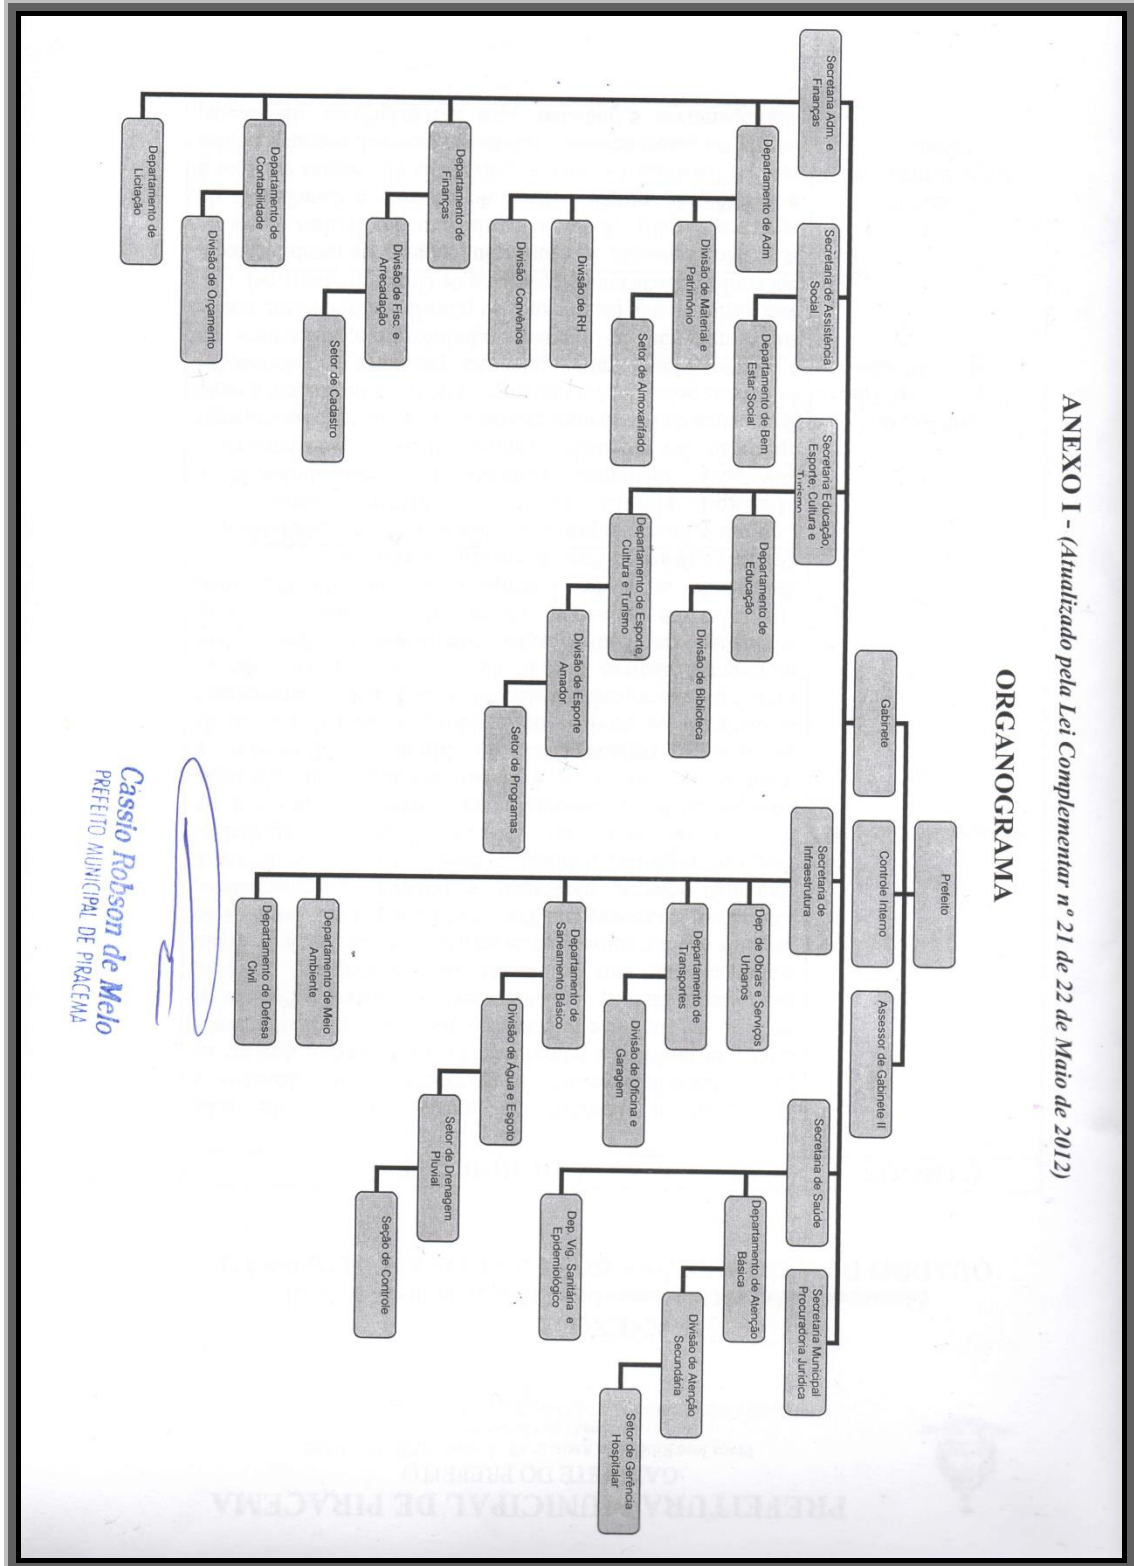 ANEXO I - (Atualizado pela Lei Complementar nº 21 de 22 de Maio de 2012)
ORGANOGRAMA
Prefeito
Gabinete
Controle Interno
Assessor de Gabinete II
Secretaria Adm. e
Finanças
Secretaria de Assistência
Social
Secretaria Educação,
Esporte, Cultura e
Turismo
Secretaria de
Infraestrutura
Secretaria de Saúde
Secretaria Municipal
Procuradoria Jurídica
Departamento de Adm
Divisão de Material e
Patrimônio
Setor de Almoxarifado
Divisão de RH
Divisão Convênios
Departamento de
Finanças
Divisão de Fisc. e
Arrecadação
Setor de Cadastro
Departamento de
Contabilidade
Divisão de Orçamento
Departamento de
Licitação
Departamento de Bem
Estar Social
Departamento de
Educação
Divisão de Biblioteca
Departamento de Esporte,
Cultura e Turismo
Divisão de Esporte
Amador
Setor de Programas
Dep. de Obras e Serviços
Urbanos
Departamento de
Transportes
Divisão de Oficina e
Garagem
Departamento de
Saneamento Básico
Divisão de Água e Esgoto
Setor de Drenagem
Pluvial
Seção de Controle
Departamento de Meio
Ambiente
Departamento de Defesa
Civil
Departamento de Atenção
Básica
Divisão de Atenção
Secundária
Setor de Gerência
Hospitalar
Dep. Vig. Sanitária e
Epidemiológico
Cássio Robson de Melo
PREFEITO MUNICIPAL DE PIRACEMA
PREFEITURA MUNICIPAL DE PIRACEMA
GABINETE DO PREFEITO